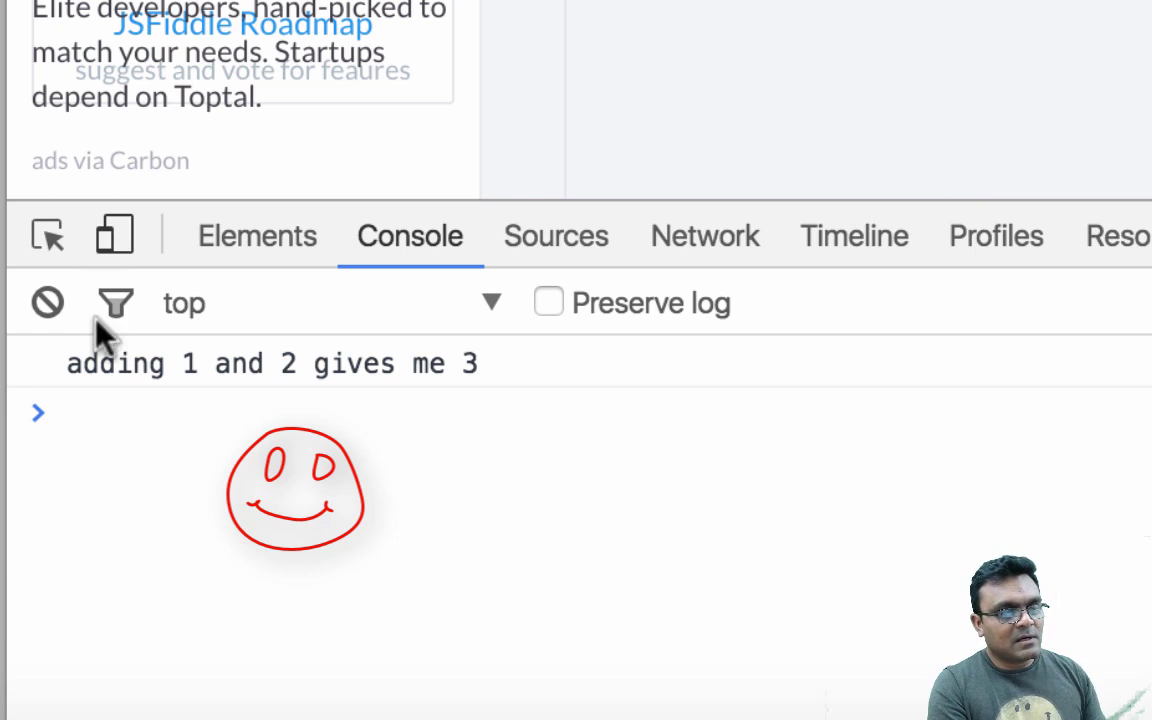 Elite developers, hand-picked to
JSFiddle Roadmap
match your needs. Startups
suggest and vote for feaures
depend on Toptal.
ads via Carbon
Elements Console Sources Network Timeline Profiles Reso
top Preserve log
adding 1 and 2 gives me 3